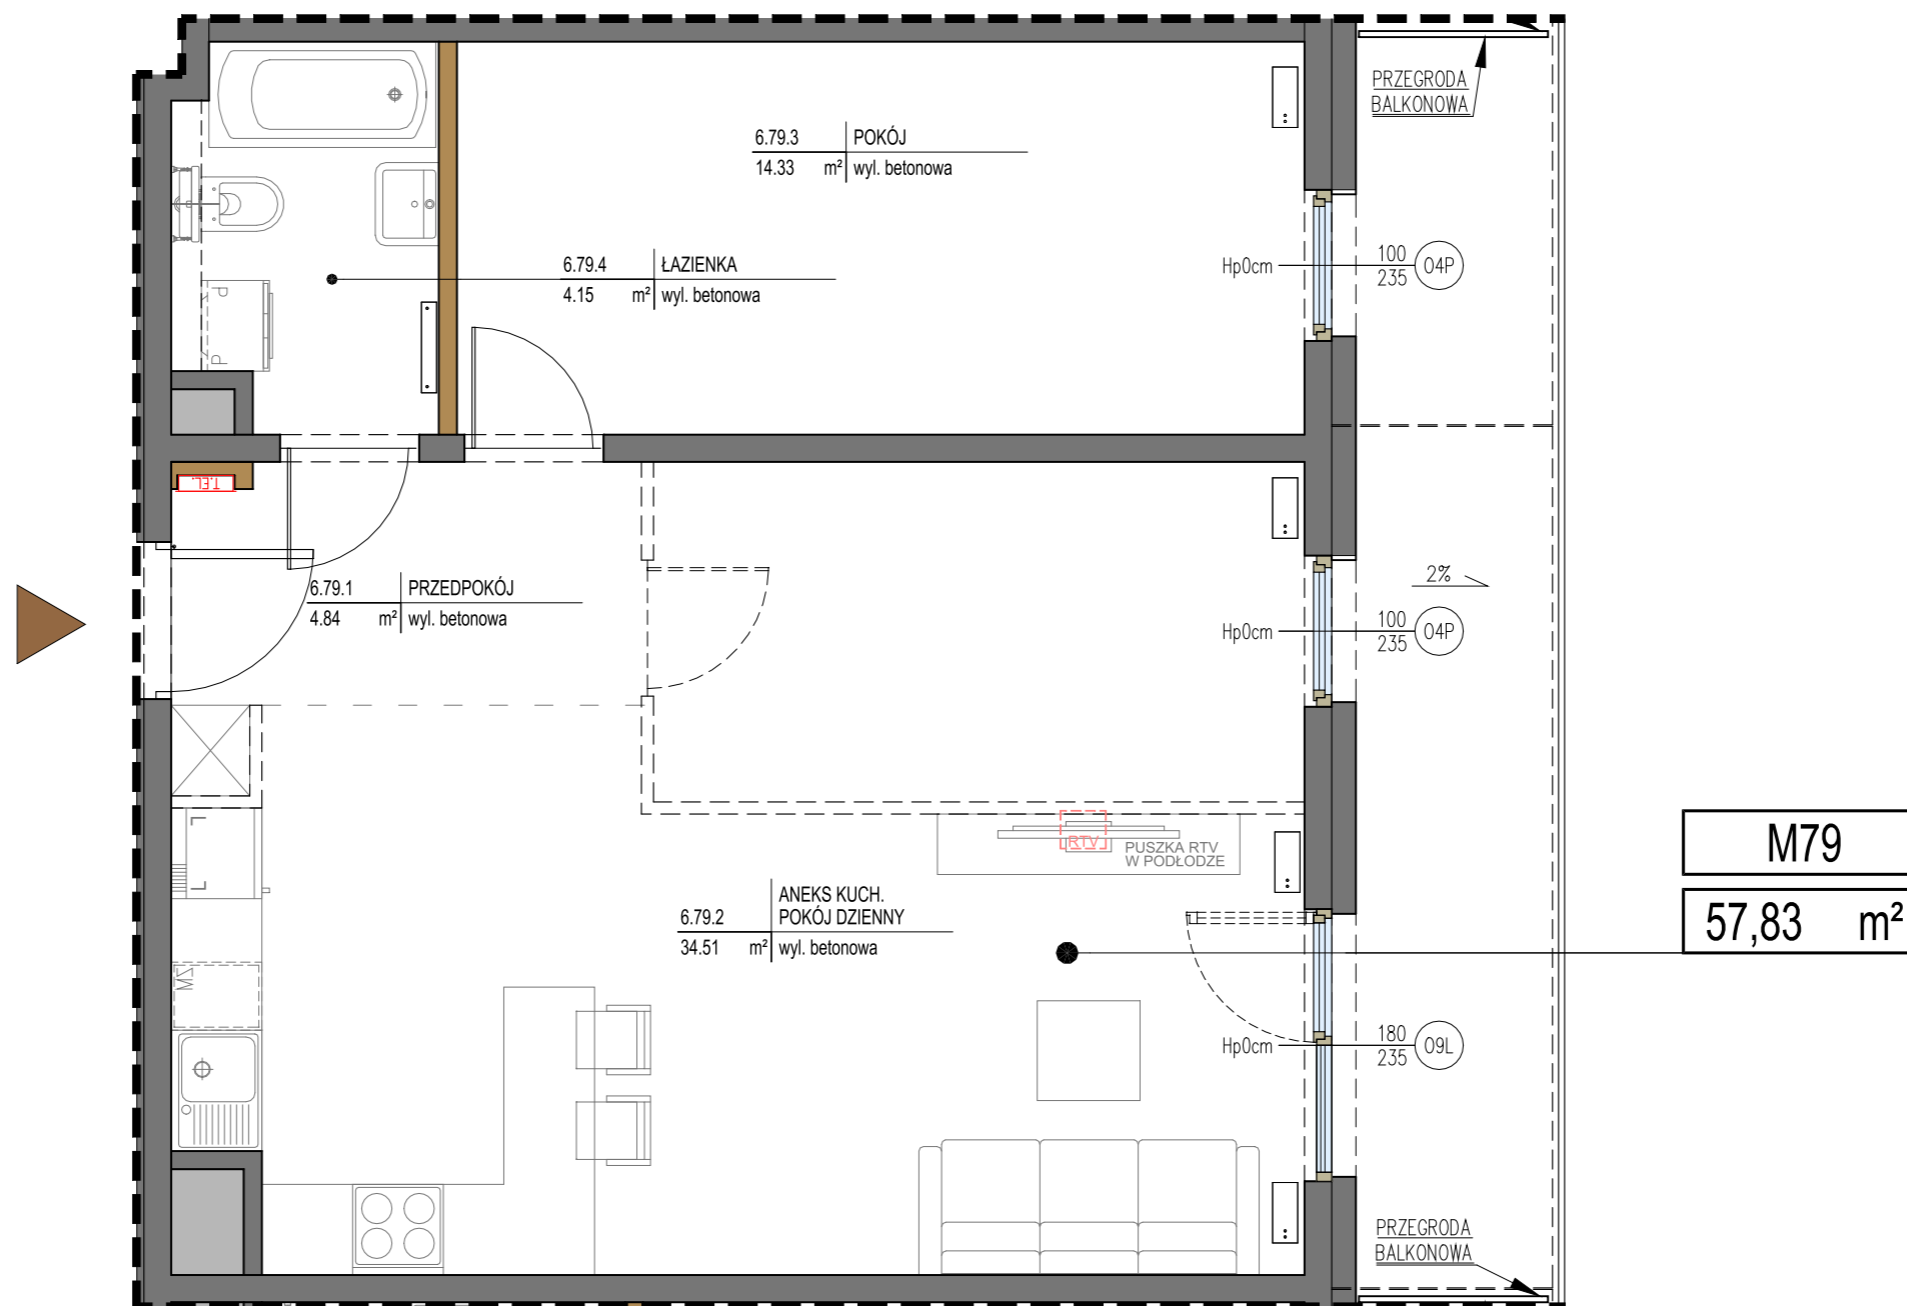 PRZEGRODA
BALKONOWA
6.79.3 POKÓJ
14.33 m² wyl. betonowa
6.79.4 ŁAZIENKA
4.15 m² wyl. betonowa
Hp0cm 100 04P
235
P
P
T.EL.
6.79.1 PRZEDPOKÓJ
4.84 m² wyl. betonowa
2%
Hp0cm 100 04P
235
RTV
PUSZKA RTV
W PODŁODZE
M79
57,83 m²
ANEKS KUCH.
6.79.2 POKÓJ DZIENNY
34.51 m² wyl. betonowa
ZM
Hp0cm 180 09L
235
PRZEGRODA
BALKONOWA